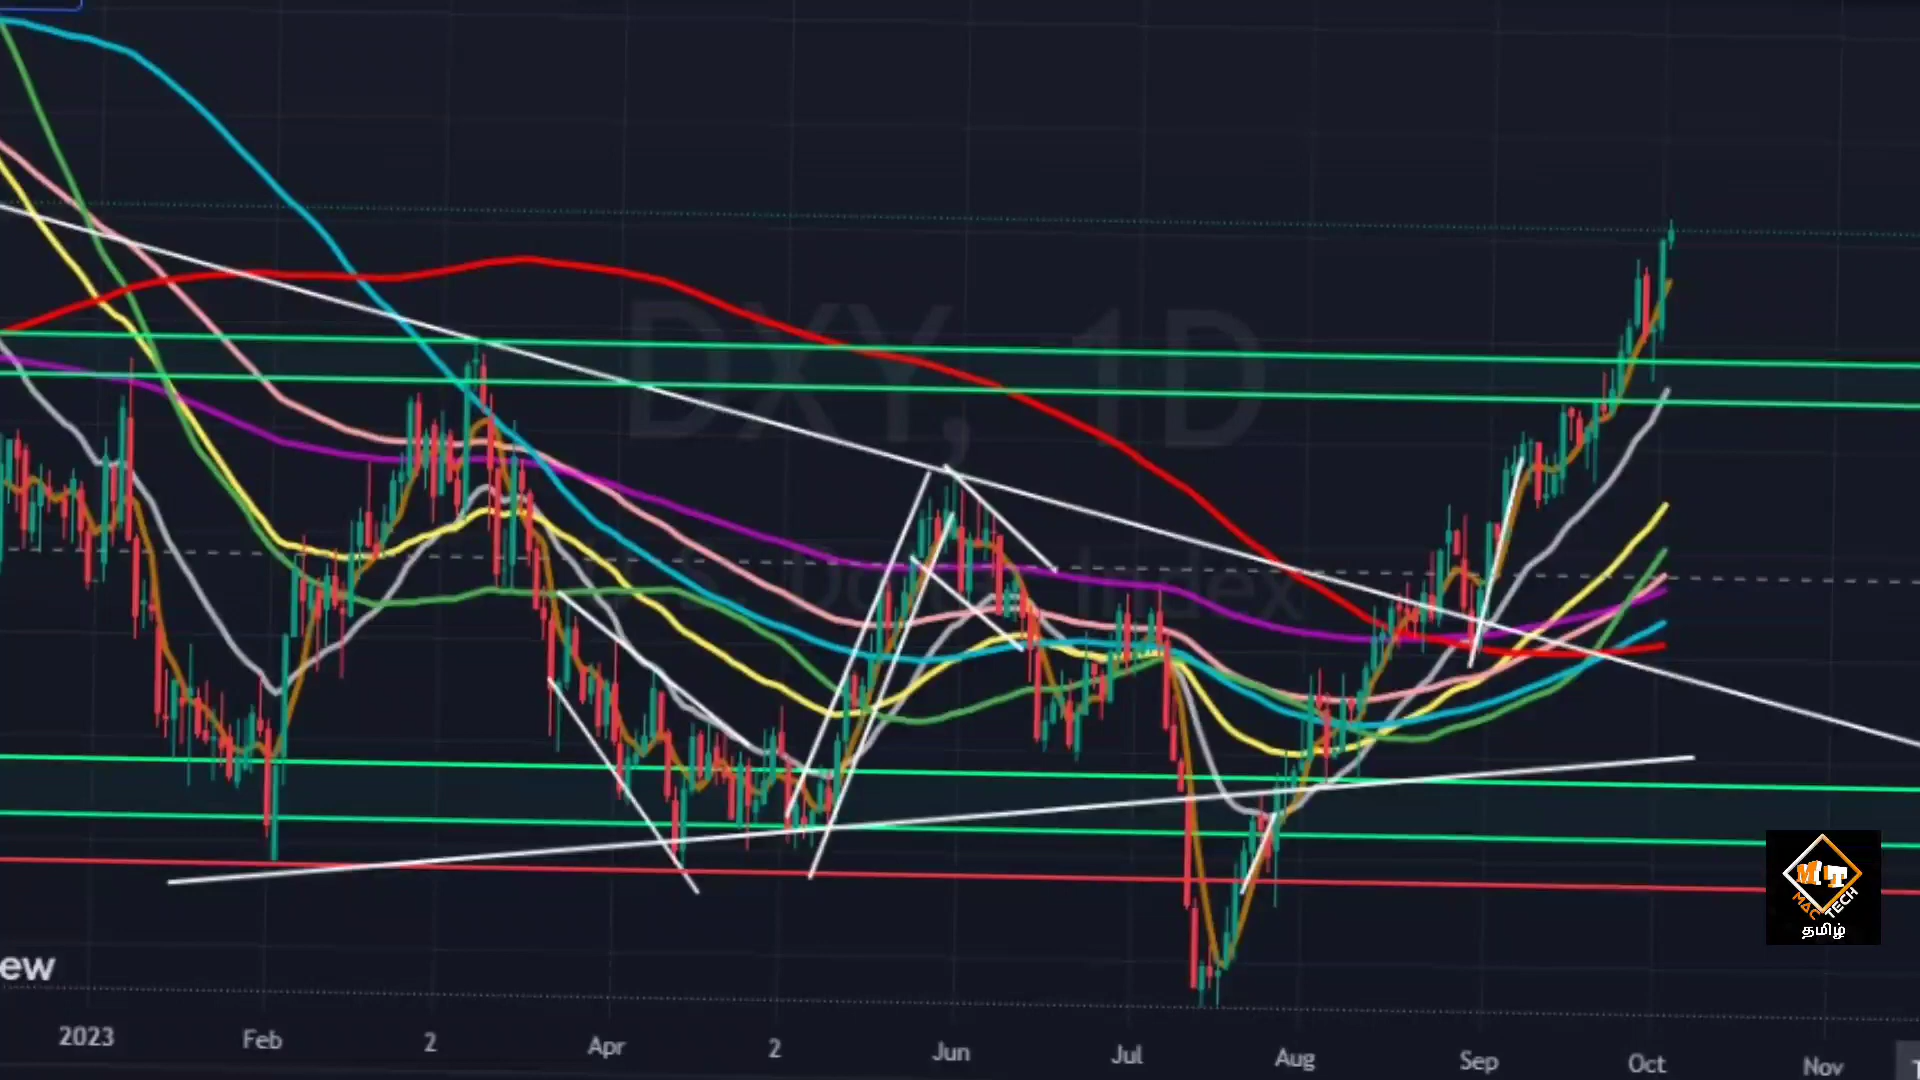 DXY, 1D
U.S. Dollar Index
ew
2023 Feb 2 Apr 2 Jun Jul Aug Sep Oct Nov
MT
MAC TECH
தமிழ்